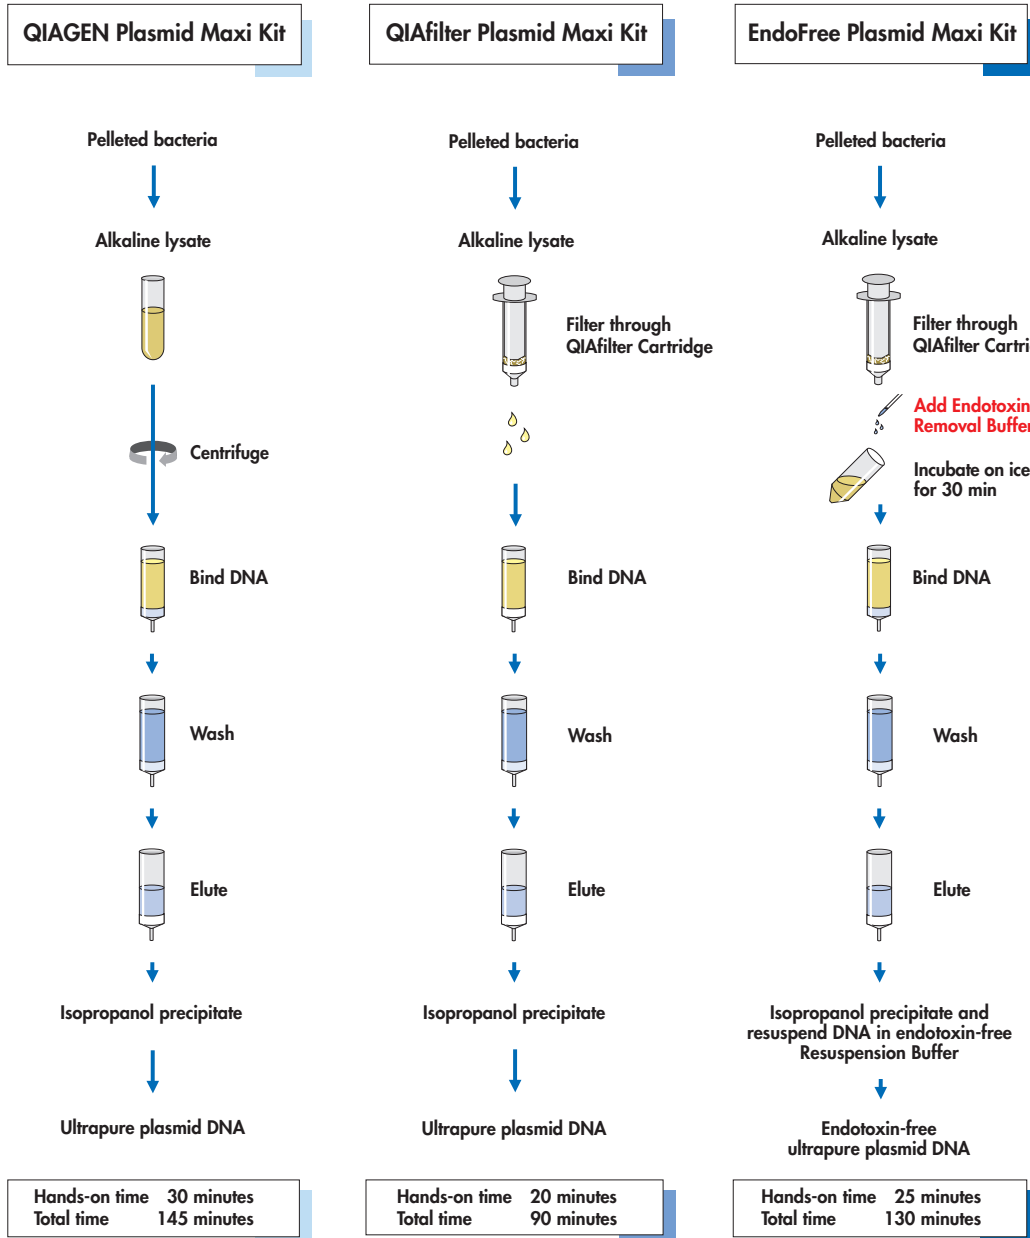 QIAGEN Plasmid Maxi Kit
Pelleted bacteria
Alkaline lysate
Centrifuge
Bind DNA
Wash
Elute
Isopropanol precipitate
Ultrapure plasmid DNA
Hands-on time 30 minutes
Total time 145 minutes
QIAfilter Plasmid Maxi Kit
Pelleted bacteria
Alkaline lysate
Filter through
QIAfilter Cartridge
Bind DNA
Wash
Elute
Isopropanol precipitate
Ultrapure plasmid DNA
Hands-on time 20 minutes
Total time 90 minutes
EndoFree Plasmid Maxi Kit
Pelleted bacteria
Alkaline lysate
Filter through
QIAfilter Cartri
Add Endotoxin
Removal Buffer
Incubate on ice
for 30 min
Bind DNA
Wash
Elute
Isopropanol precipitate and
resuspend DNA in endotoxin-free
Resuspension Buffer
Endotoxin-free
ultrapure plasmid DNA
Hands-on time 25 minutes
Total time 130 minutes